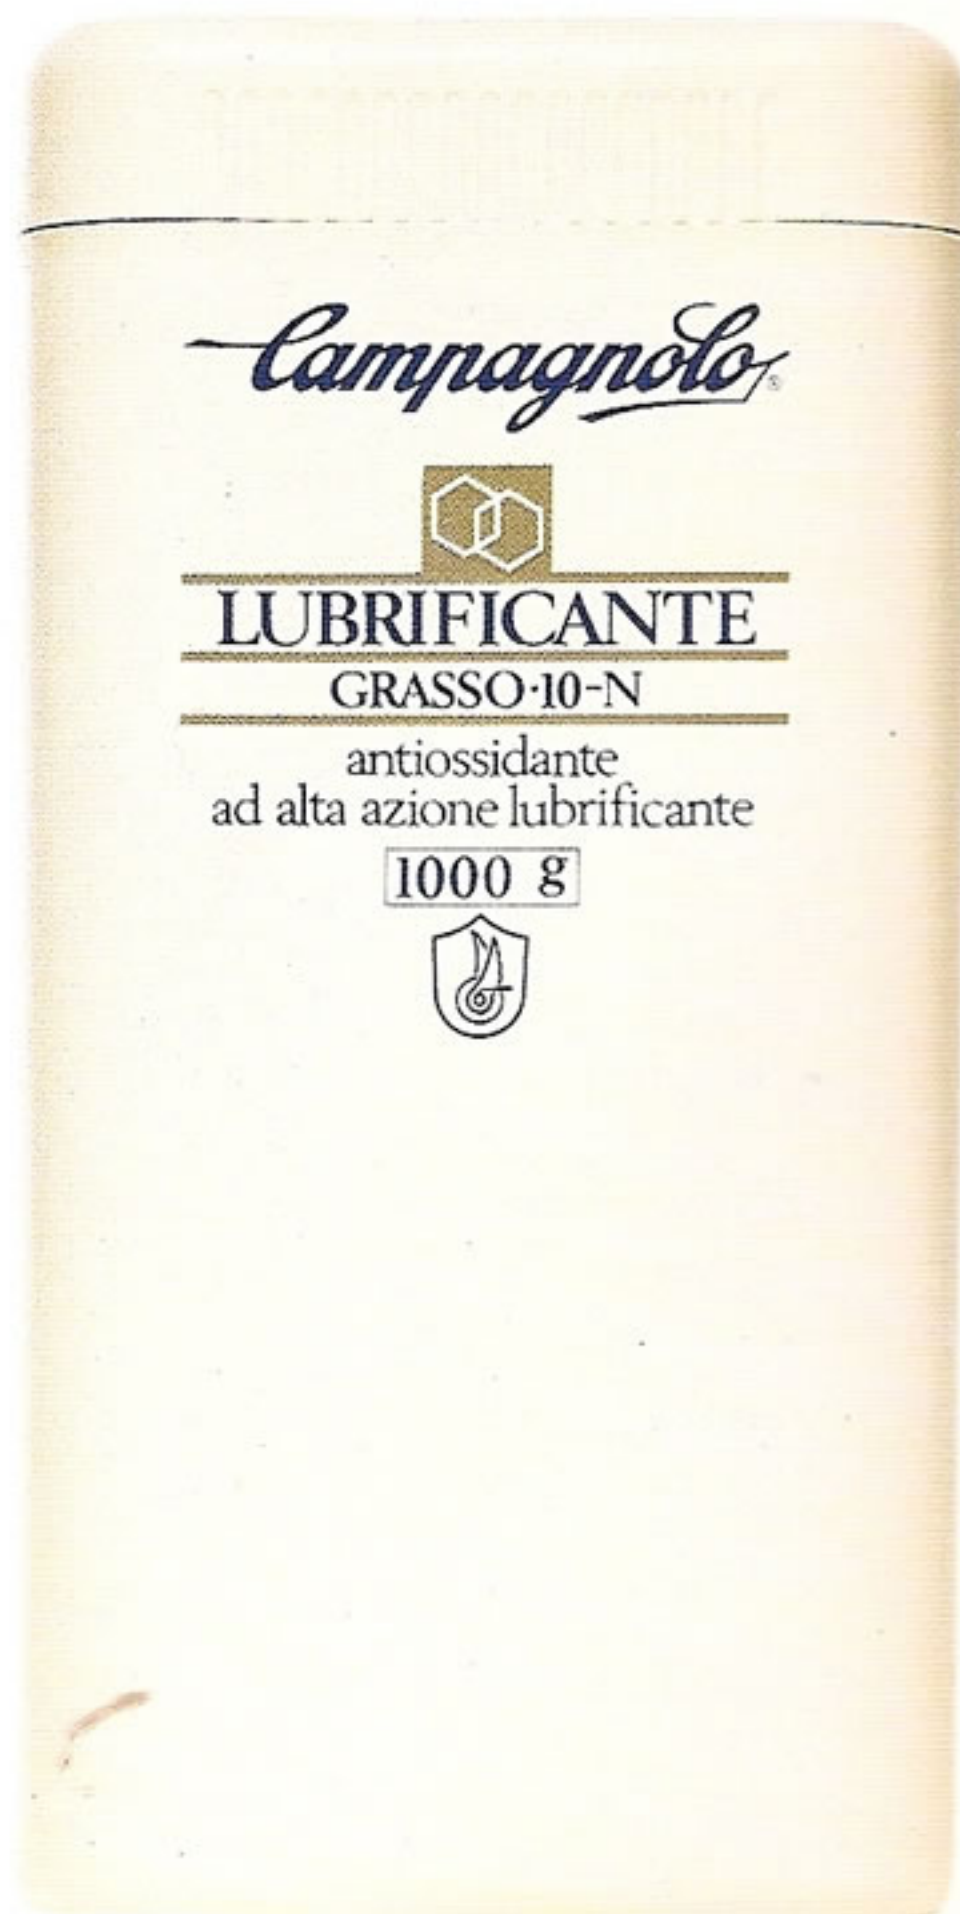 Campagnolo®
LUBRIFICANTE
GRASSO·10-N
antiossidante
ad alta azione lubrificante
1000 g